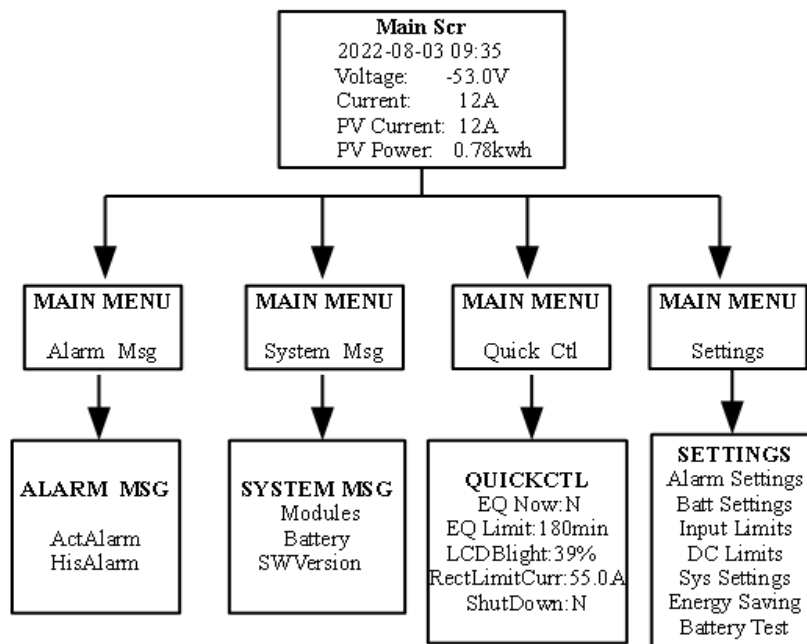 Main Scr
2022-08-03 09:35
Voltage: -53.0V
Current: 12A
PV Current: 12A
PV Power: 0.78kwh
MAIN MENU
Alarm Msg
MAIN MENU
System Msg
MAIN MENU
Quick Ctl
MAIN MENU
Settings
ALARM MSG
ActAlarm
HisAlarm
SYSTEM MSG
Modules
Battery
SWVersion
QUICKCTL
EQ Now:N
EQ Limit:180min
LCDBlight:39%
RectLimitCurr:55.0A
ShutDown:N
SETTINGS
Alarm Settings
Batt Settings
Input Limits
DC Limits
Sys Settings
Energy Saving
Battery Test